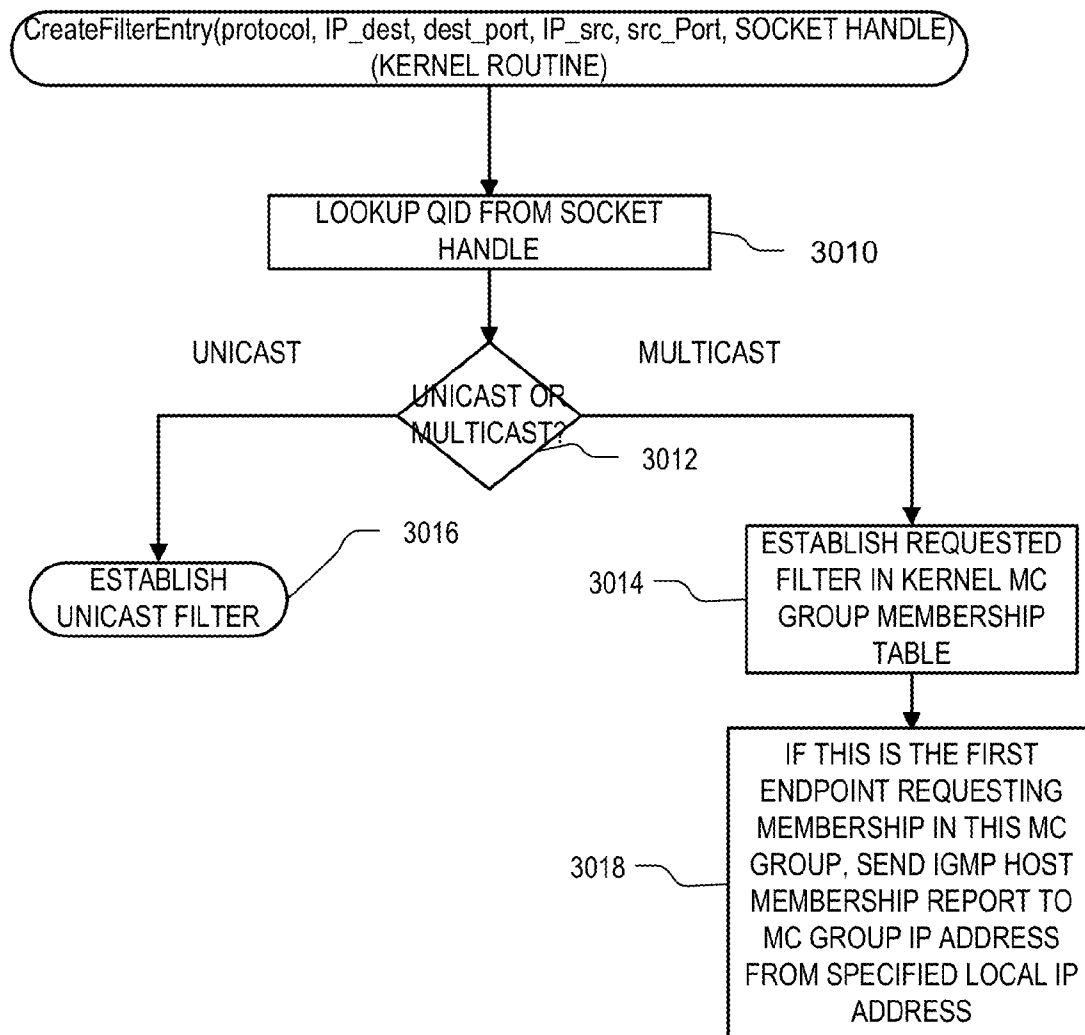 CreateFilterEntry(protocol, IP_dest, dest_port, IP_src, src_Port, SOCKET HANDLE)
(KERNEL ROUTINE)
LOOKUP QID FROM SOCKET
HANDLE
3010
UNICAST
MULTICAST
UNICAST OR
MULTICAST?
3012
3016
ESTABLISH
UNICAST FILTER
3014
ESTABLISH REQUESTED
FILTER IN KERNEL MC
GROUP MEMBERSHIP
TABLE
3018
IF THIS IS THE FIRST
ENDPOINT REQUESTING
MEMBERSHIP IN THIS MC
GROUP, SEND IGMP HOST
MEMBERSHIP REPORT TO
MC GROUP IP ADDRESS
FROM SPECIFIED LOCAL IP
ADDRESS